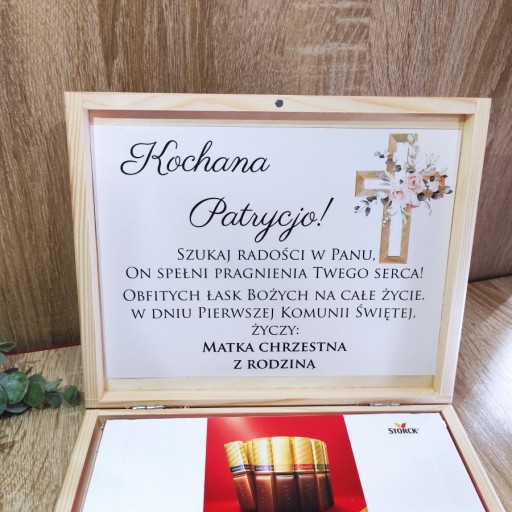 Kochana
Patrycjo!
Szukaj radości w Panu,
On spełni pragnienia Twego serca!
Obfitych łask Bożych na całe życie.
w dniu Pierwszej Komunii Świętej,
życzy:
Matka chrzestna
z rodziną
STORCK